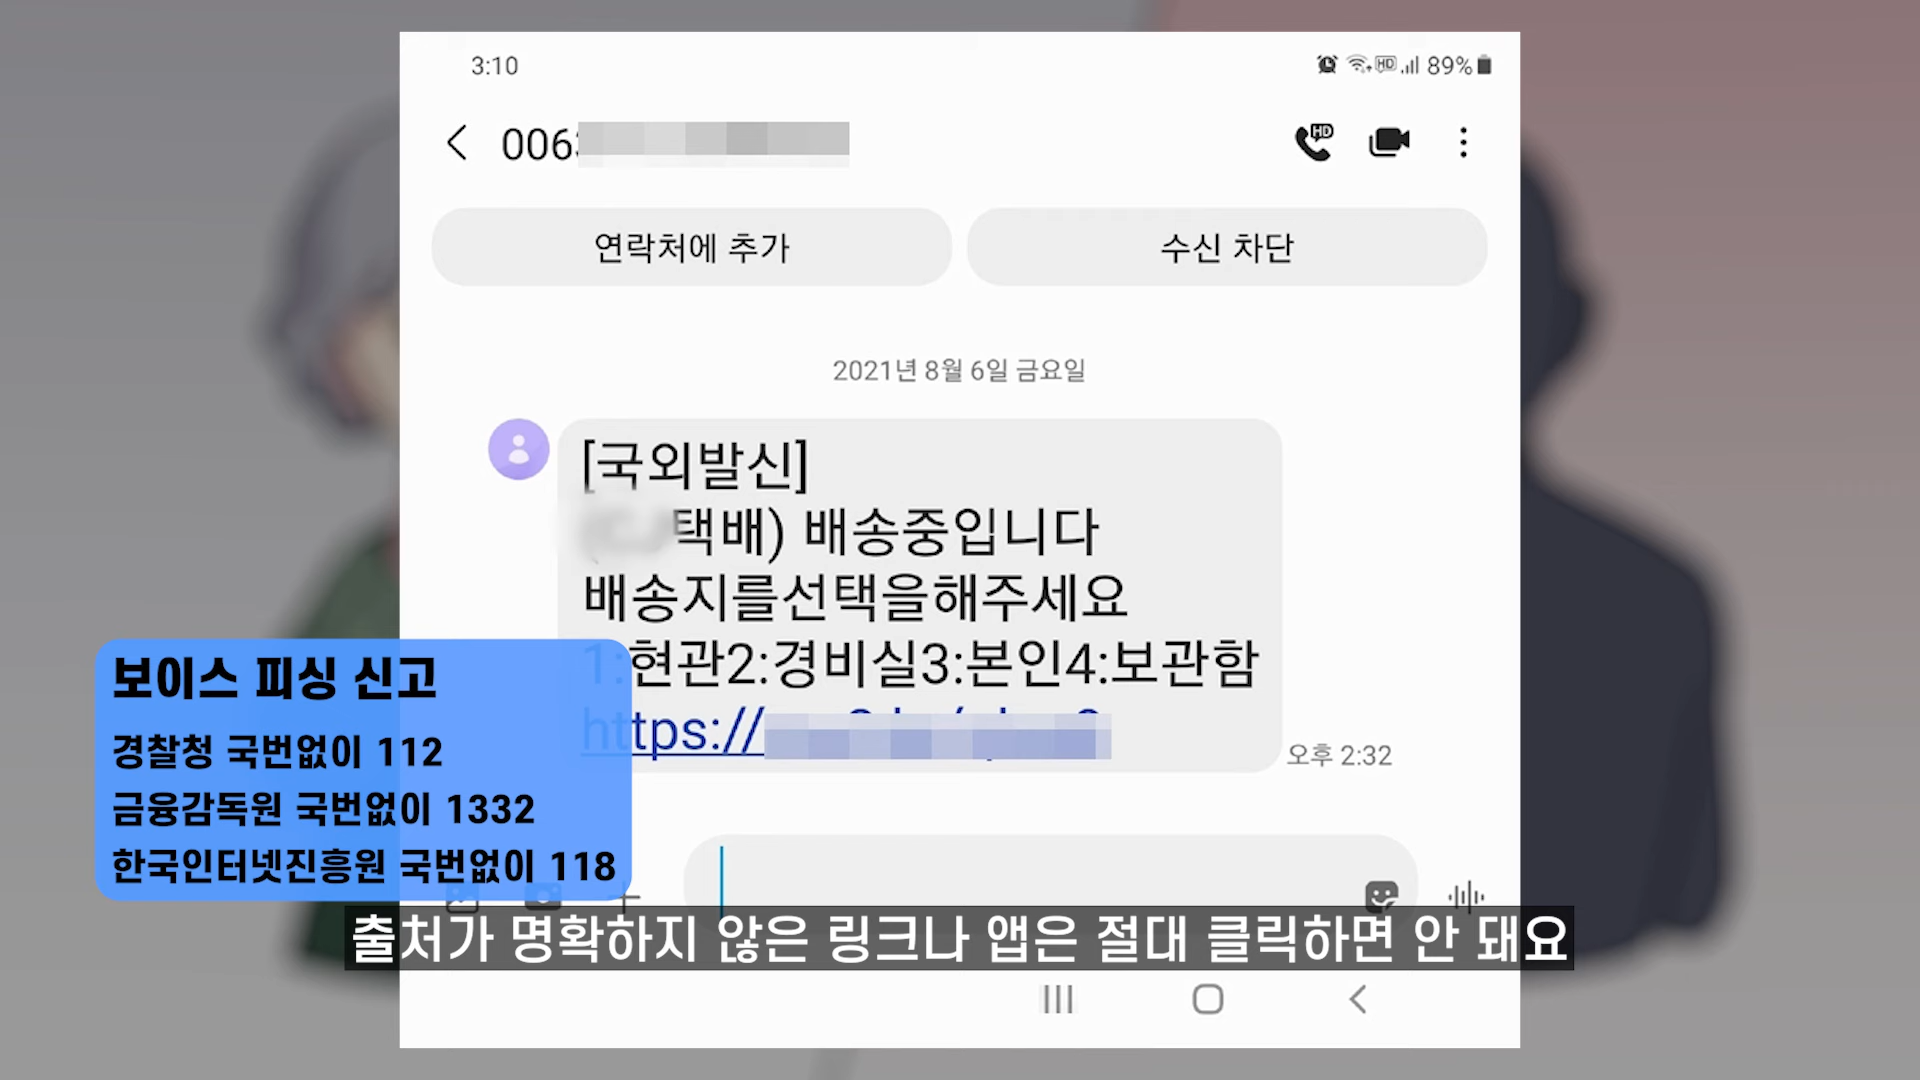 3:10
89%
006
연락처에 추가
수신 차단
2021년 8월 6일 금요일
[국외발신]
택배) 배송중입니다
배송지를선택을해주세요
1:현관2:경비실3:본인4:보관함
https://
오후 2:32
보이스 피싱 신고
경찰청 국번없이 112
금융감독원 국번없이 1332
한국인터넷진흥원 국번없이 118
출처가 명확하지 않은 링크나 앱은 절대 클릭하면 안 돼요